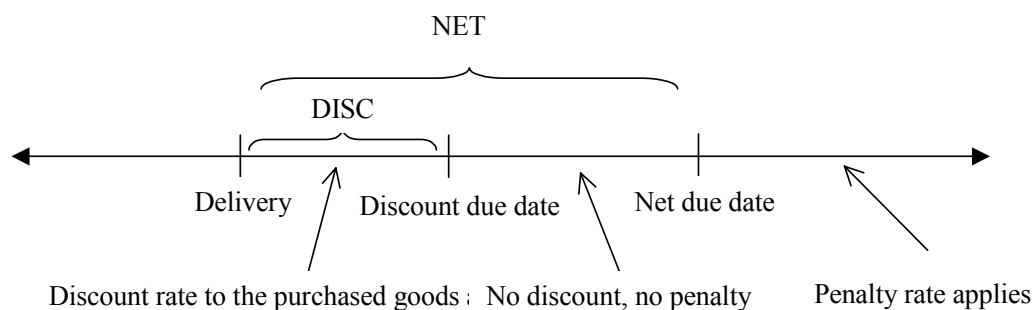 NET
DISC
Delivery
Discount due date
Net due date
Discount rate to the purchased goods
No discount, no penalty
Penalty rate applies